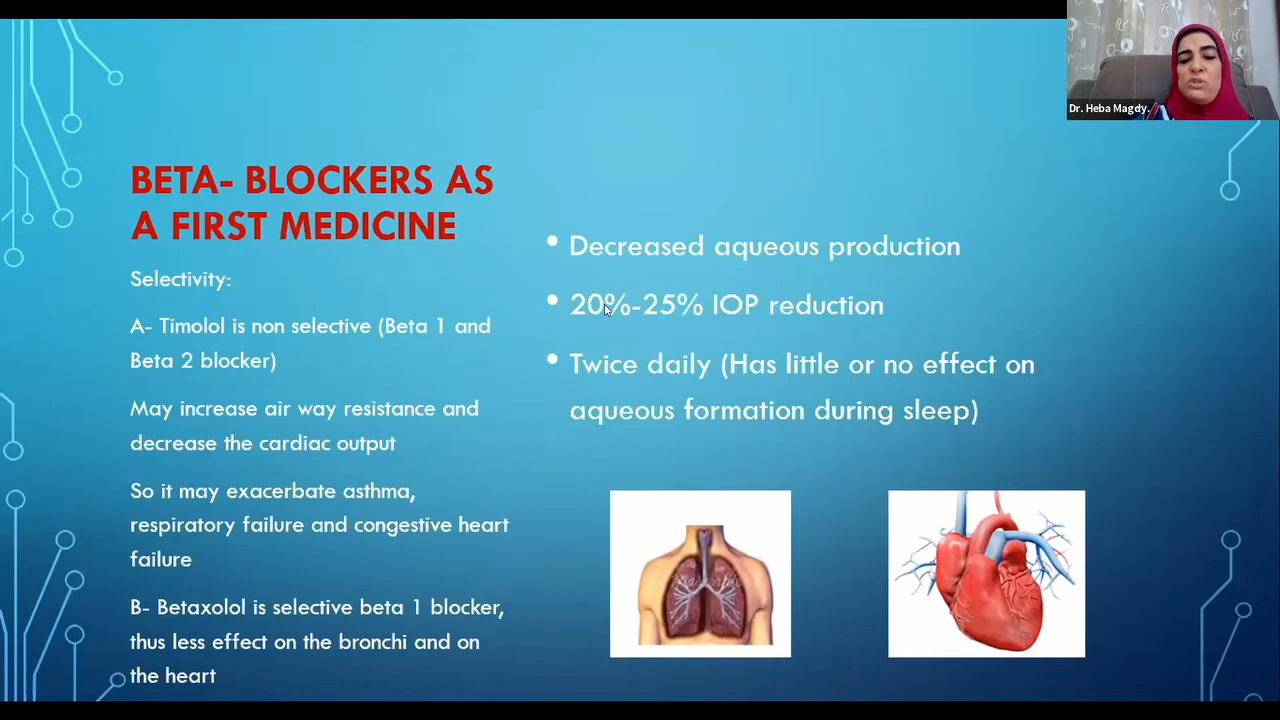 Dr. Heba Magdy.
BETA- BLOCKERS AS
A FIRST MEDICINE
Selectivity:
A- Timolol is non selective (Beta 1 and
Beta 2 blocker)
May increase air way resistance and
decrease the cardiac output
So it may exacerbate asthma,
respiratory failure and congestive heart
failure
B- Betaxolol is selective beta 1 blocker,
thus less effect on the bronchi and on
the heart
• Decreased aqueous production
• 20%-25% IOP reduction
• Twice daily (Has little or no effect on
aqueous formation during sleep)